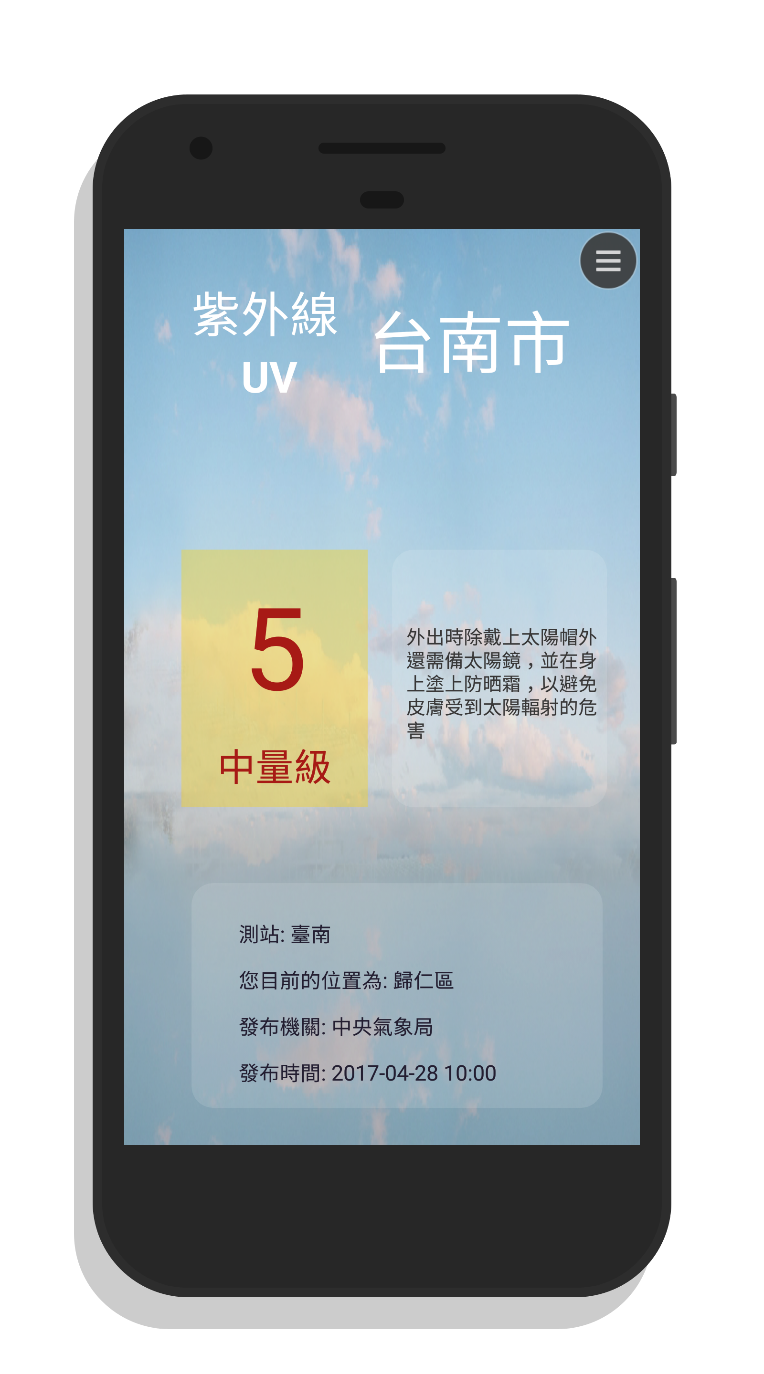 紫外線
UV
台南市
5
中量級
外出時除戴上太陽帽外
還需備太陽鏡，並在身
上塗上防晒霜，以避免
皮膚受到太陽輻射的危
害
測站: 臺南
您目前的位置為: 歸仁區
發布機關: 中央氣象局
發布時間: 2017-04-28 10:00